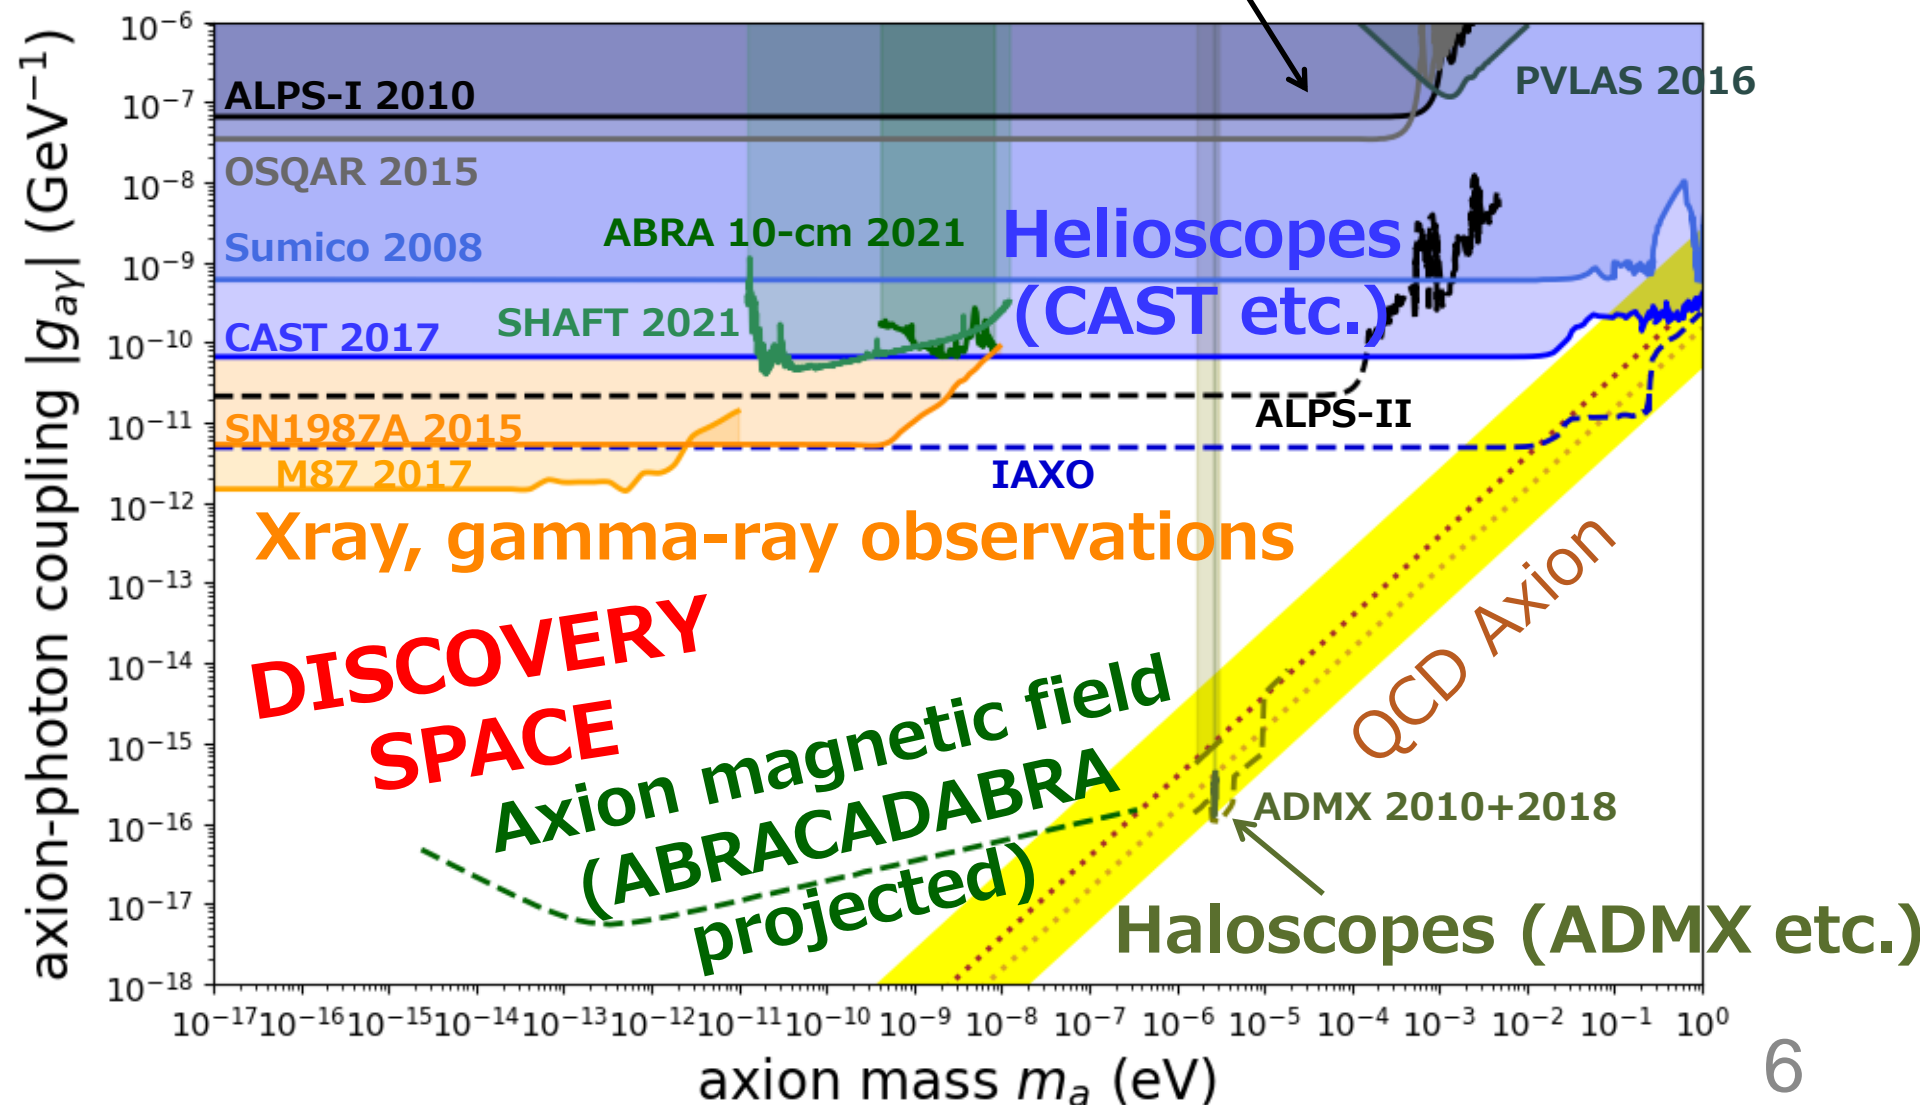 axion-photon coupling |g_{aγ}| (GeV⁻¹)
10⁻⁶
10⁻⁷
10⁻⁸
10⁻⁹
10⁻¹⁰
10⁻¹¹
10⁻¹²
10⁻¹³
10⁻¹⁴
10⁻¹⁵
10⁻¹⁶
10⁻¹⁷
10⁻¹⁸
ALPS-I 2010
PVLAS 2016
OSQAR 2015
Sumico 2008
ABRA 10-cm 2021
Helioscopes
(CAST etc.)
CAST 2017
SHAFT 2021
ALPS-II
SN1987A 2015
M87 2017
IAXO
Xray, gamma-ray observations
DISCOVERY
SPACE
QCD Axion
Axion magnetic field
(ABRACADABRA
projected)
ADMX 2010+2018
Haloscopes (ADMX etc.)
10⁻¹⁷ 10⁻¹⁶ 10⁻¹⁵ 10⁻¹⁴ 10⁻¹³ 10⁻¹² 10⁻¹¹ 10⁻¹⁰ 10⁻⁹ 10⁻⁸ 10⁻⁷ 10⁻⁶ 10⁻⁵ 10⁻⁴ 10⁻³ 10⁻² 10⁻¹ 10⁰
axion mass m_a (eV)
6